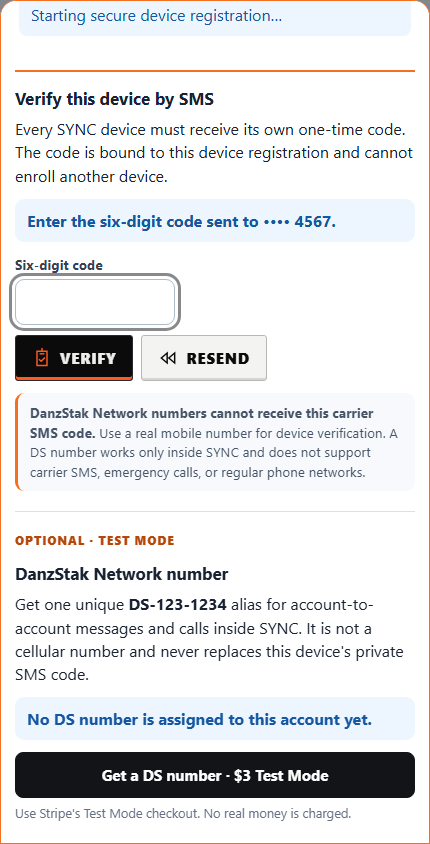 Starting secure device registration...
Verify this device by SMS
Every SYNC device must receive its own one-time code.
The code is bound to this device registration and cannot
enroll another device.
Enter the six-digit code sent to •••• 4567.
Six-digit code
VERIFY
RESEND
DanzStak Network numbers cannot receive this carrier
SMS code. Use a real mobile number for device verification. A
DS number works only inside SYNC and does not support
carrier SMS, emergency calls, or regular phone networks.
OPTIONAL · TEST MODE
DanzStak Network number
Get one unique DS-123-1234 alias for account-to-
account messages and calls inside SYNC. It is not a
cellular number and never replaces this device's private
SMS code.
No DS number is assigned to this account yet.
Get a DS number · $3 Test Mode
Use Stripe's Test Mode checkout. No real money is charged.